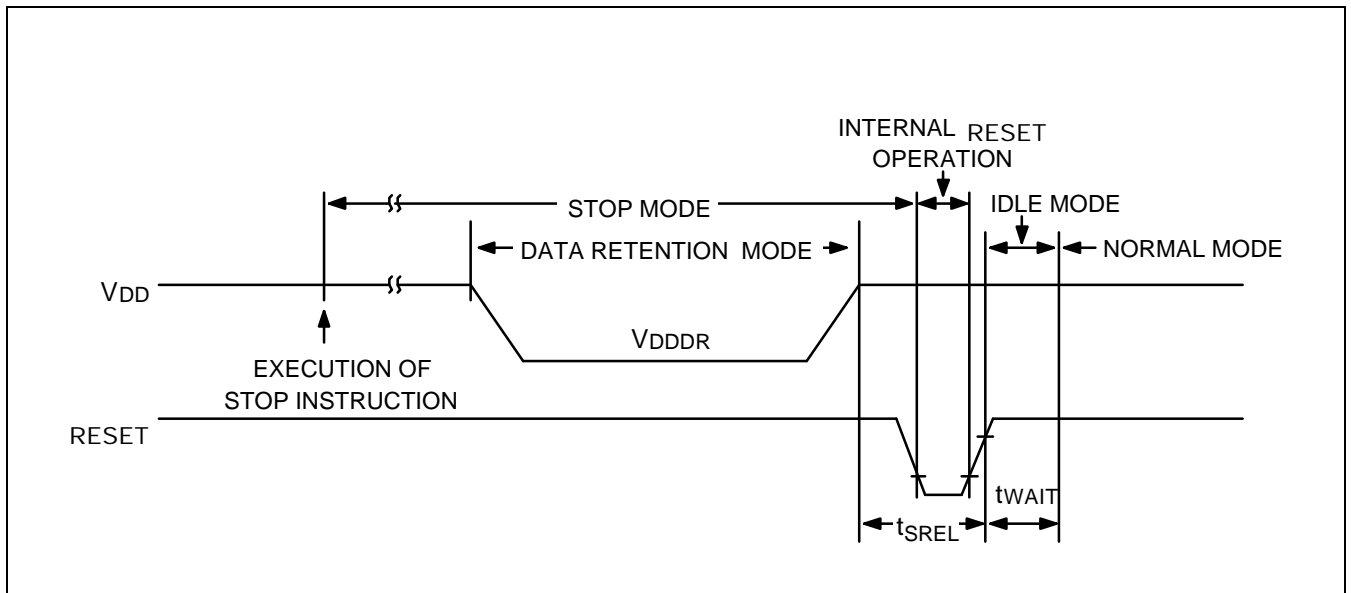 INTERNAL RESET
OPERATION
IDLE MODE
STOP MODE
DATA RETENTION MODE
NORMAL MODE
VDD
VDDDR
EXECUTION OF
STOP INSTRUCTION
RESET
tWAIT
tSREL